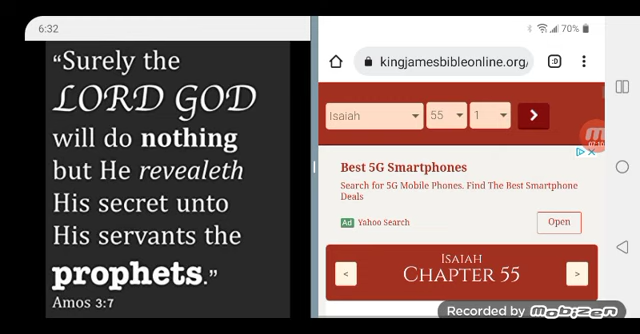 6:32
70%
“Surely the
LORD GOD
will do nothing
but He revealeth
His secret unto
His servants the
prophets.”
Amos 3:7
kingjamesbibleonline.org/
:D
Isaiah
55
1
07:10
Best 5G Smartphones
Search for 5G Mobile Phones. Find The Best Smartphone
Deals
Ad Yahoo Search
Open
ISAIAH
CHAPTER 55
<
>
Recorded by mobizen